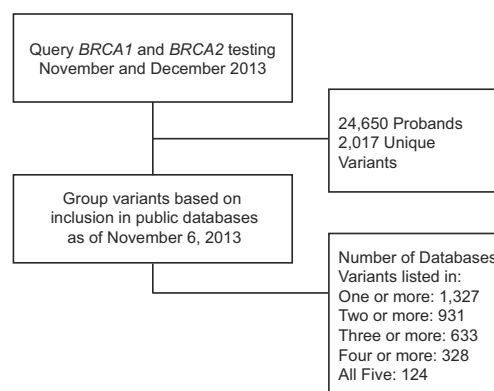 Query BRCA1 and BRCA2 testing
November and December 2013
24,650 Probands
2,017 Unique
Variants
Group variants based on
inclusion in public databases
as of November 6, 2013
Number of Databases
Variants listed in:
One or more: 1,327
Two or more: 931
Three or more: 633
Four or more: 328
All Five: 124